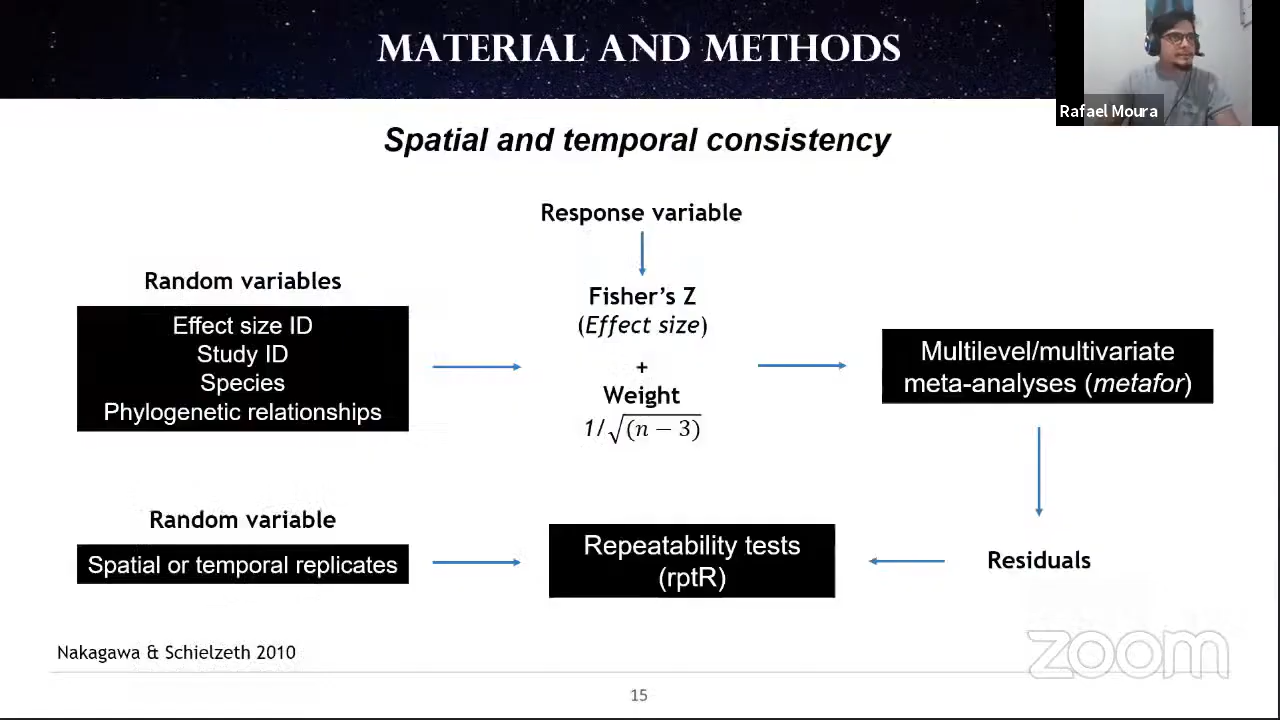 MATERIAL AND METHODS
Rafael Moura
Spatial and temporal consistency
Response variable
Random variables
Effect size ID
Study ID
Species
Phylogenetic relationships
Fisher's Z
(Effect size)
+
Weight
1/√(n − 3)
Multilevel/multivariate
meta-analyses (metafor)
Random variable
Spatial or temporal replicates
Repeatability tests
(rptR)
Residuals
Nakagawa & Schielzeth 2010
zoom
15